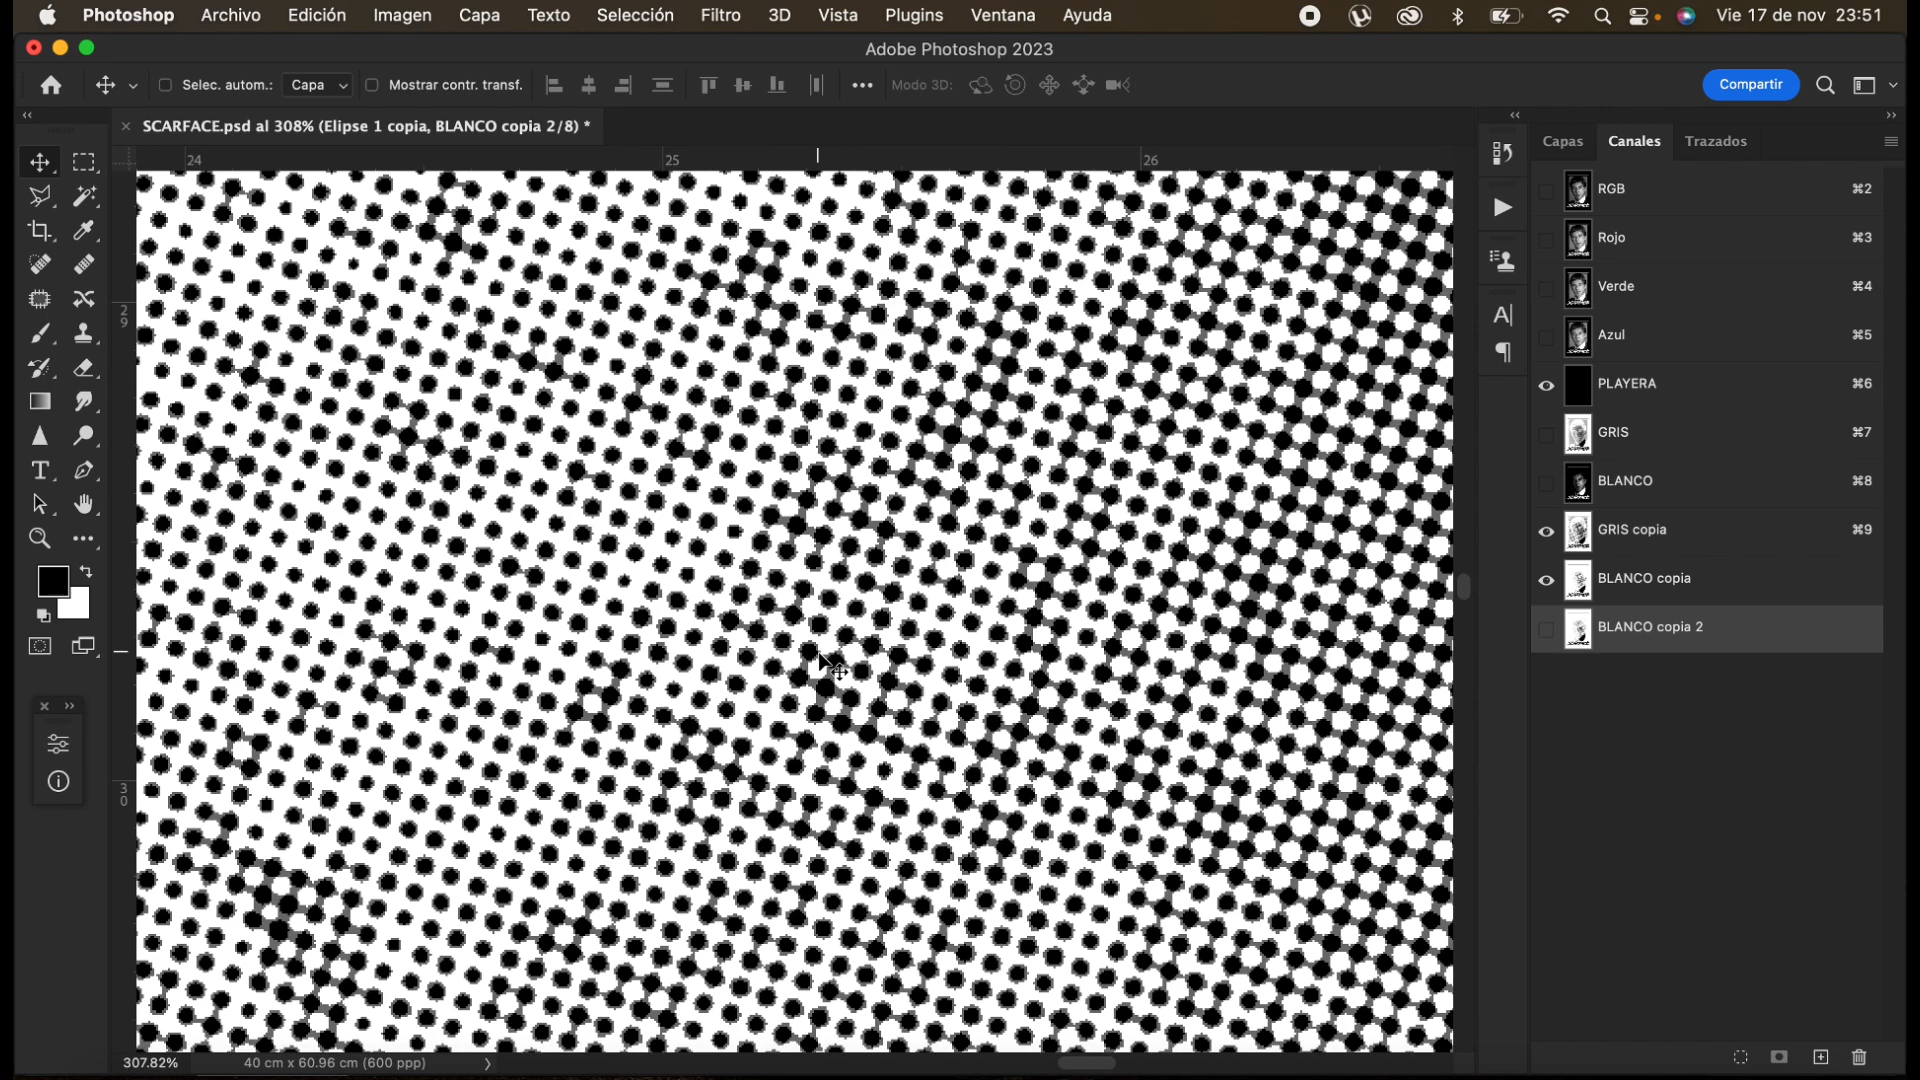 Photoshop Archivo Edición Imagen Capa Texto Selección Filtro 3D Vista Plugins Ventana Ayuda Vie 17 de nov 23:51
Adobe Photoshop 2023
Selec. autom.: Capa Mostrar contr. transf. Modo 3D: Compartir
SCARFACE.psd al 308% (Elipse 1 copia, BLANCO copia 2/8) *
Capas Canales Trazados
24 25 26
RGB ⌘2
Rojo ⌘3
Verde ⌘4
29
Azul ⌘5
PLAYERA ⌘6
GRIS ⌘7
BLANCO ⌘8
GRIS copia ⌘9
BLANCO copia
BLANCO copia 2
30
307.82% 40 cm x 60.96 cm (600 ppp)